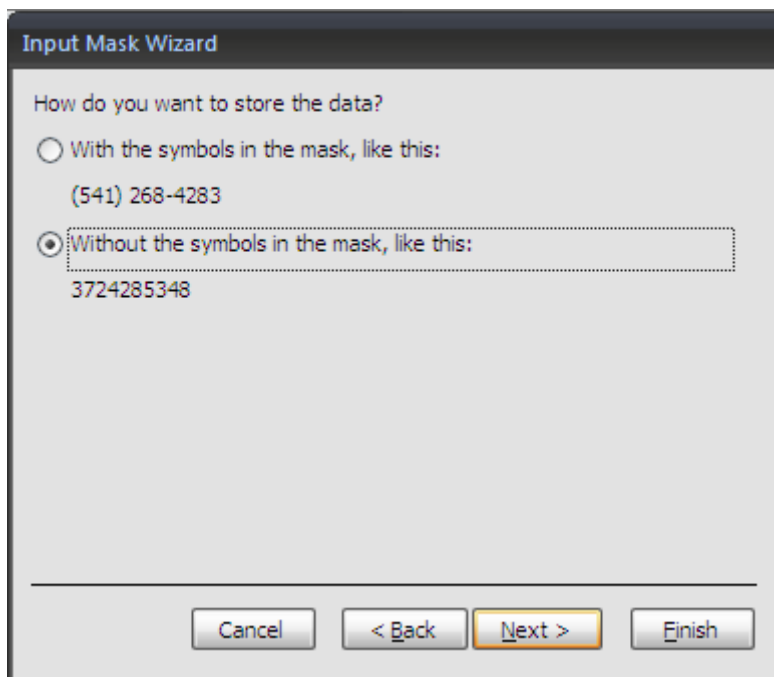 Input Mask Wizard
How do you want to store the data?
With the symbols in the mask, like this:
(541) 268-4283
Without the symbols in the mask, like this:
3724285348
Cancel
< Back
Next >
Finish